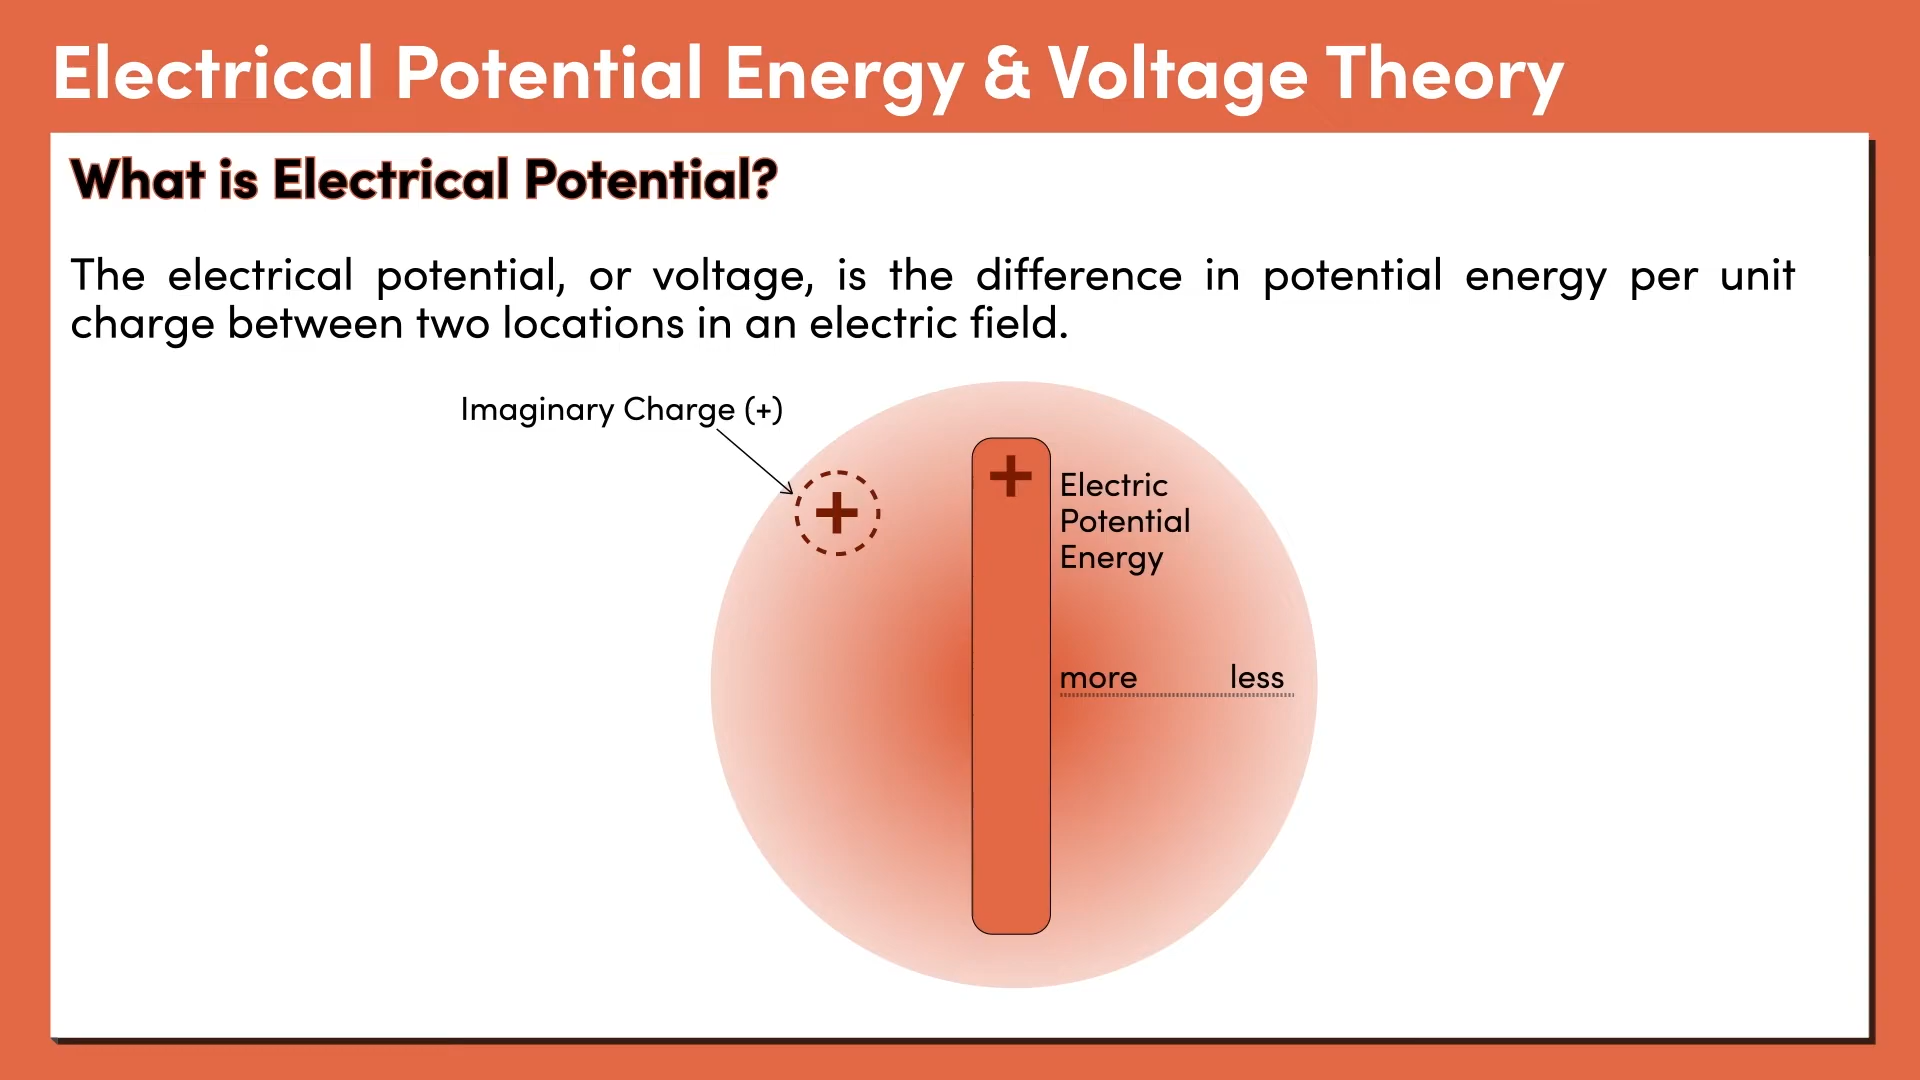 Electrical Potential Energy & Voltage Theory
What is Electrical Potential?
The electrical potential, or voltage, is the difference in potential energy per unit
charge between two locations in an electric field.
Imaginary Charge (+)
+
+
Electric
Potential
Energy
more less